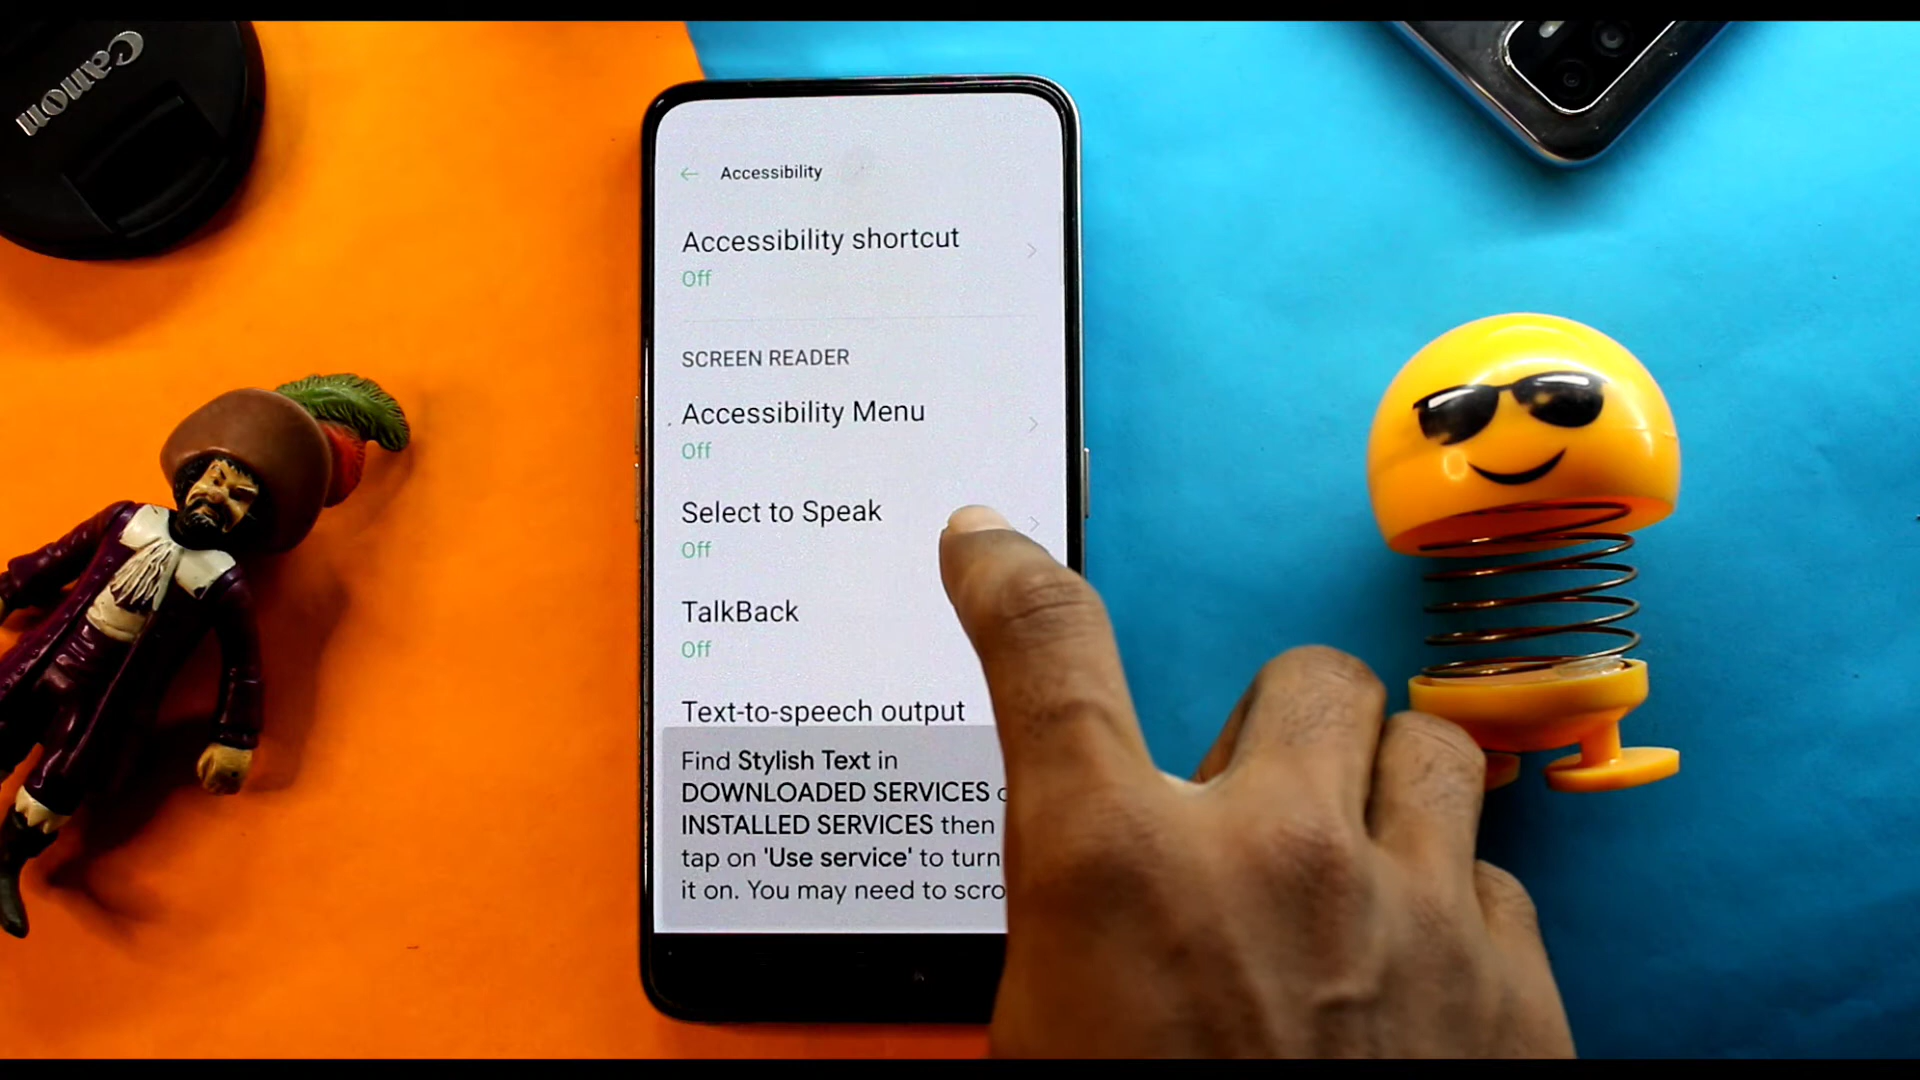 Canon
Accessibility
Accessibility shortcut
Off
SCREEN READER
Accessibility Menu
Off
Select to Speak
Off
TalkBack
Off
Text-to-speech output
Find Stylish Text in
DOWNLOADED SERVICES
INSTALLED SERVICES then
tap on 'Use service' to turn
it on. You may need to